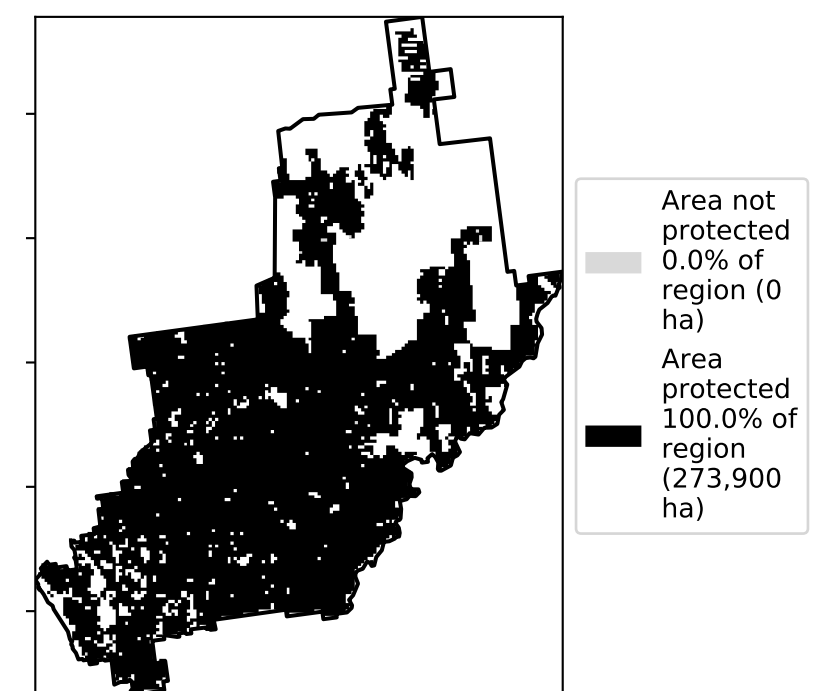 Area not
protected
0.0% of
region (0
ha)
Area
protected
100.0% of
region
(273,900
ha)